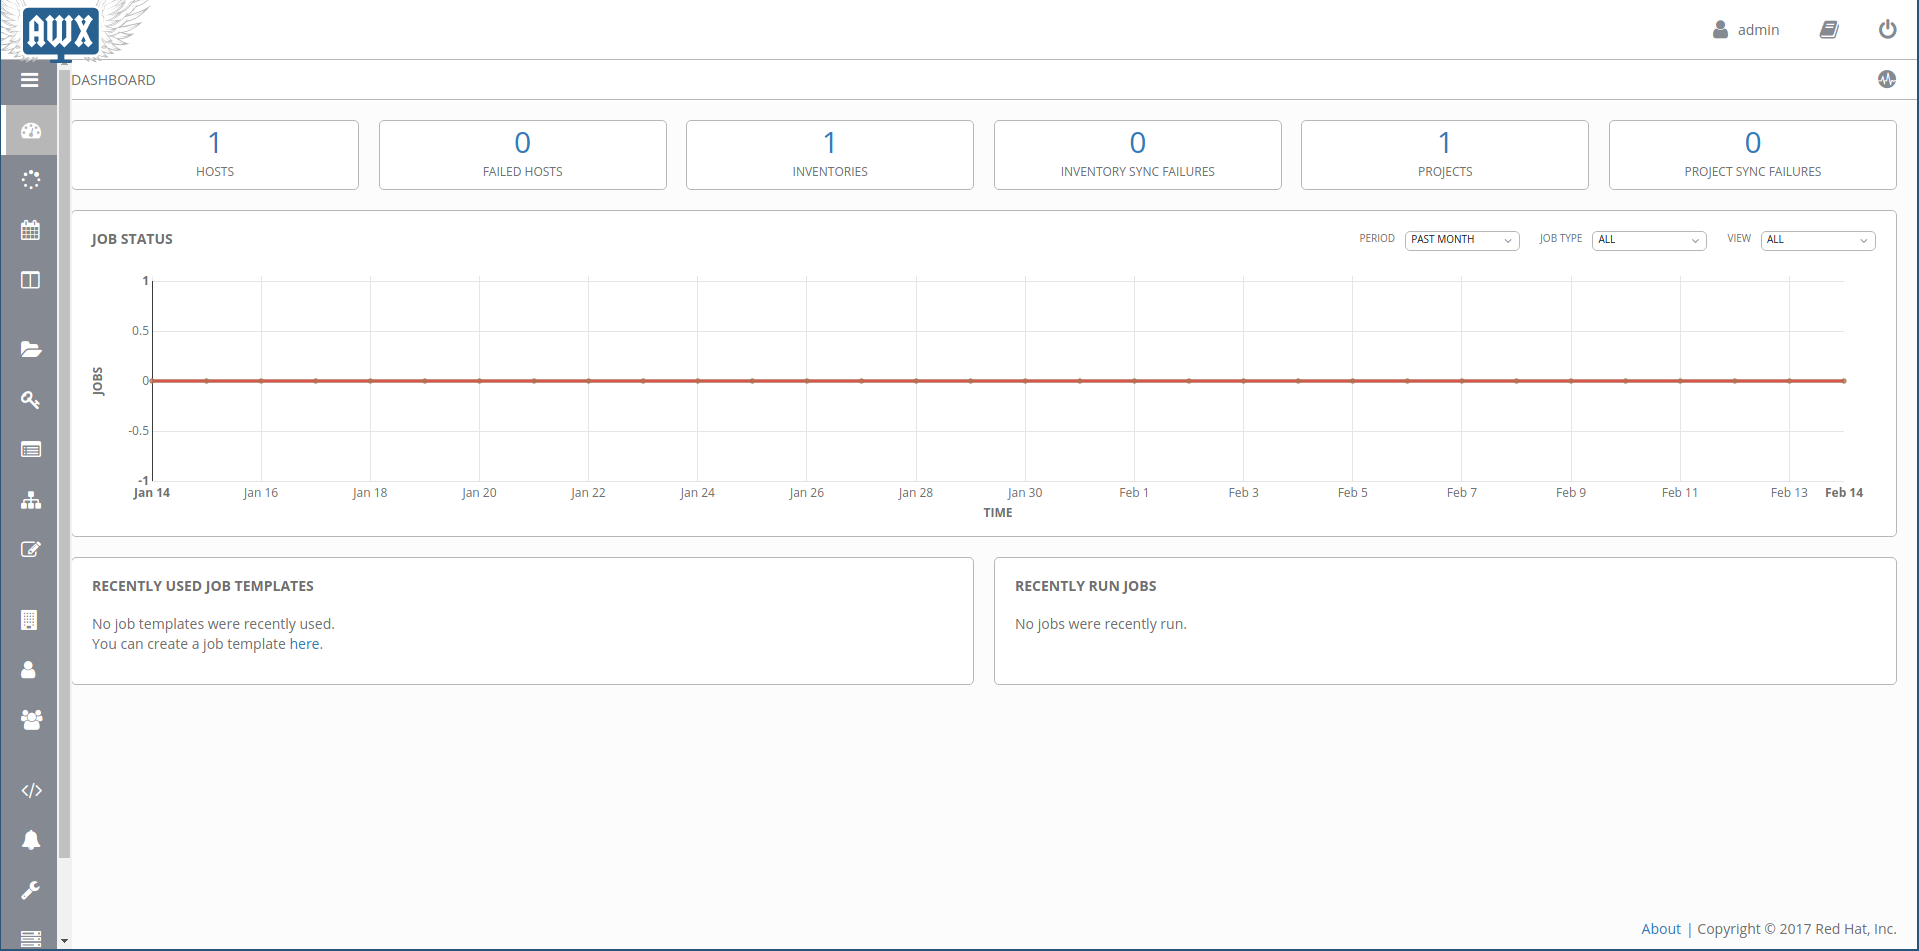 AWX
admin
DASHBOARD
1
HOSTS
0
FAILED HOSTS
1
INVENTORIES
0
INVENTORY SYNC FAILURES
1
PROJECTS
0
PROJECT SYNC FAILURES
JOB STATUS
PERIOD PAST MONTH JOB TYPE ALL VIEW ALL
1
0.5
0
-0.5
-1
JOBS
Jan 14 Jan 16 Jan 18 Jan 20 Jan 22 Jan 24 Jan 26 Jan 28 Jan 30 Feb 1 Feb 3 Feb 5 Feb 7 Feb 9 Feb 11 Feb 13 Feb 14
TIME
RECENTLY USED JOB TEMPLATES
No job templates were recently used.
You can create a job template here.
RECENTLY RUN JOBS
No jobs were recently run.
About | Copyright © 2017 Red Hat, Inc.